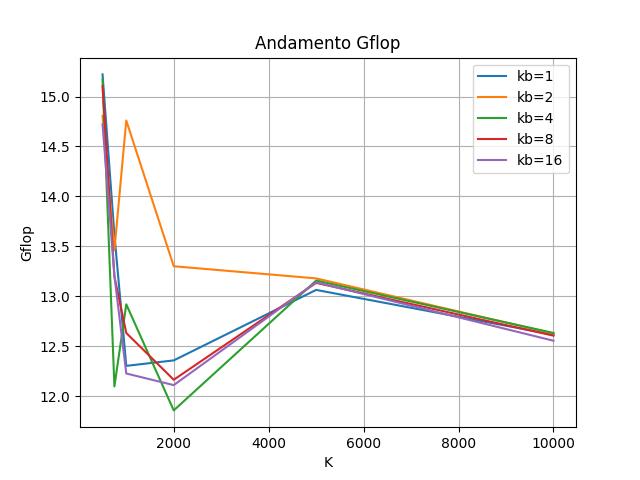 Andamento Gflop
kb=1
kb=2
kb=4
kb=8
kb=16
15.0
14.5
14.0
13.5
13.0
12.5
12.0
Gflop
2000 4000 6000 8000 10000
K